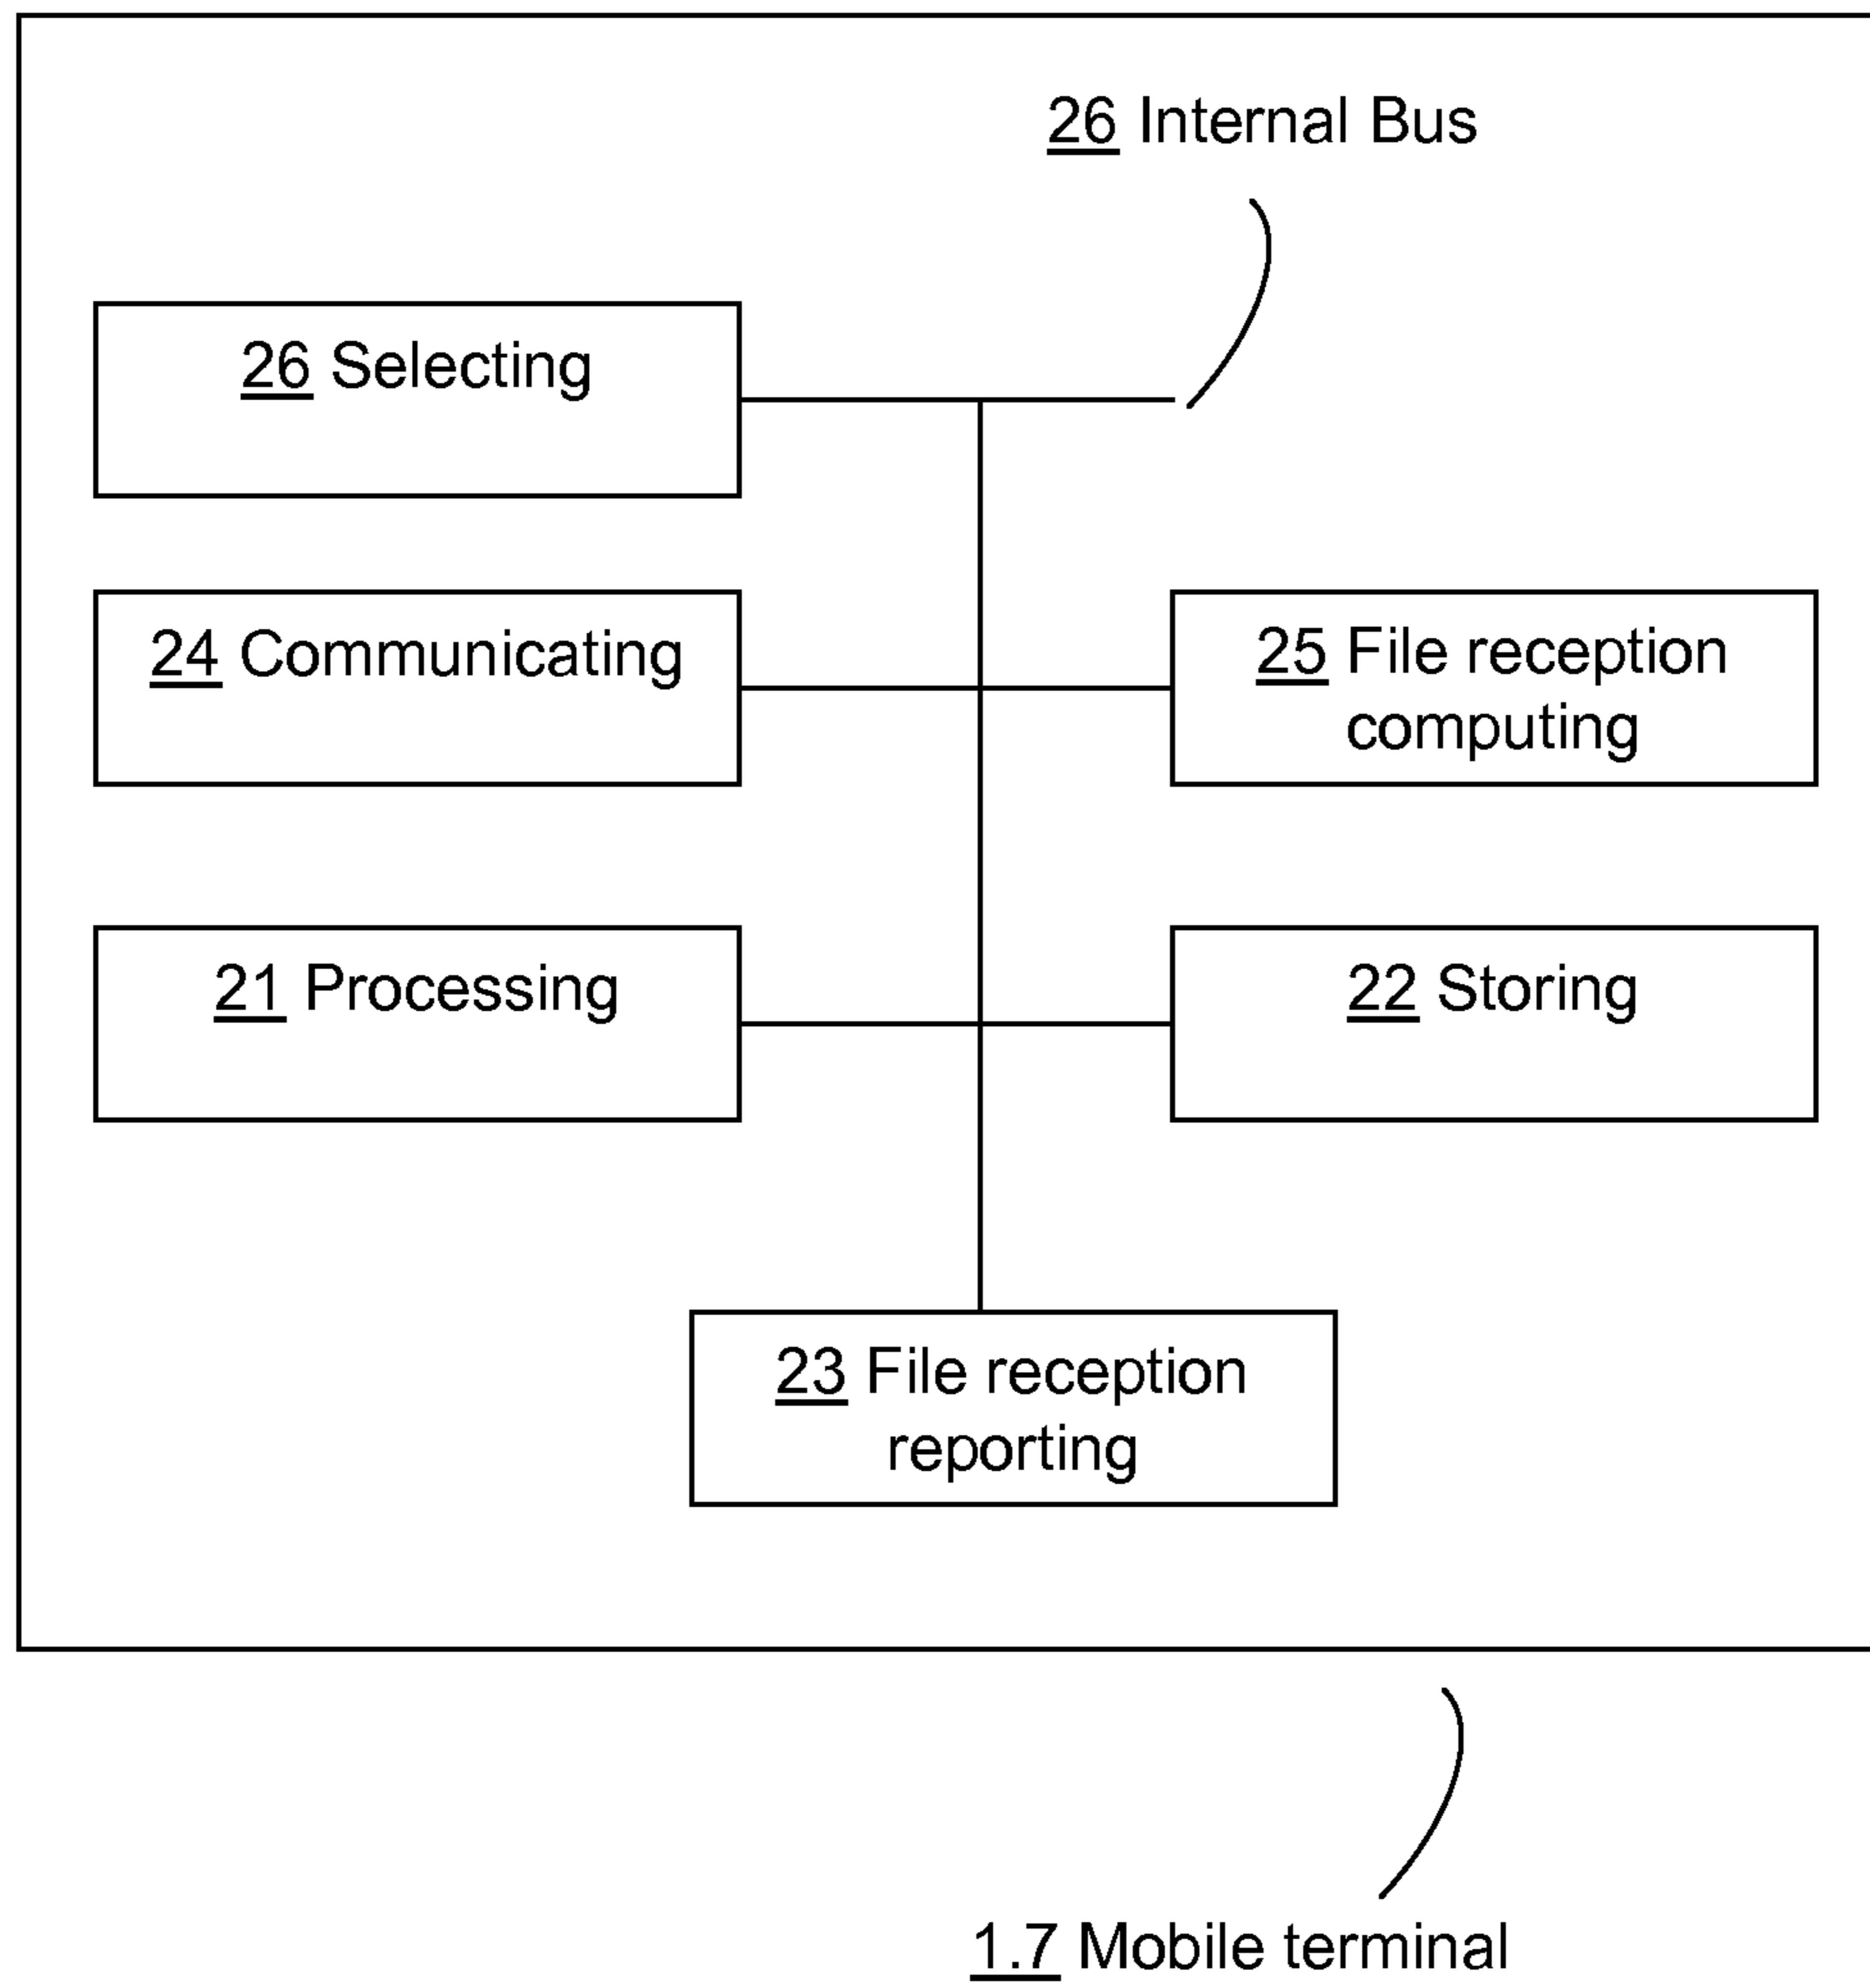 26 Internal Bus
26 Selecting
24 Communicating
25 File reception
computing
21 Processing
22 Storing
23 File reception
reporting
1.7 Mobile terminal